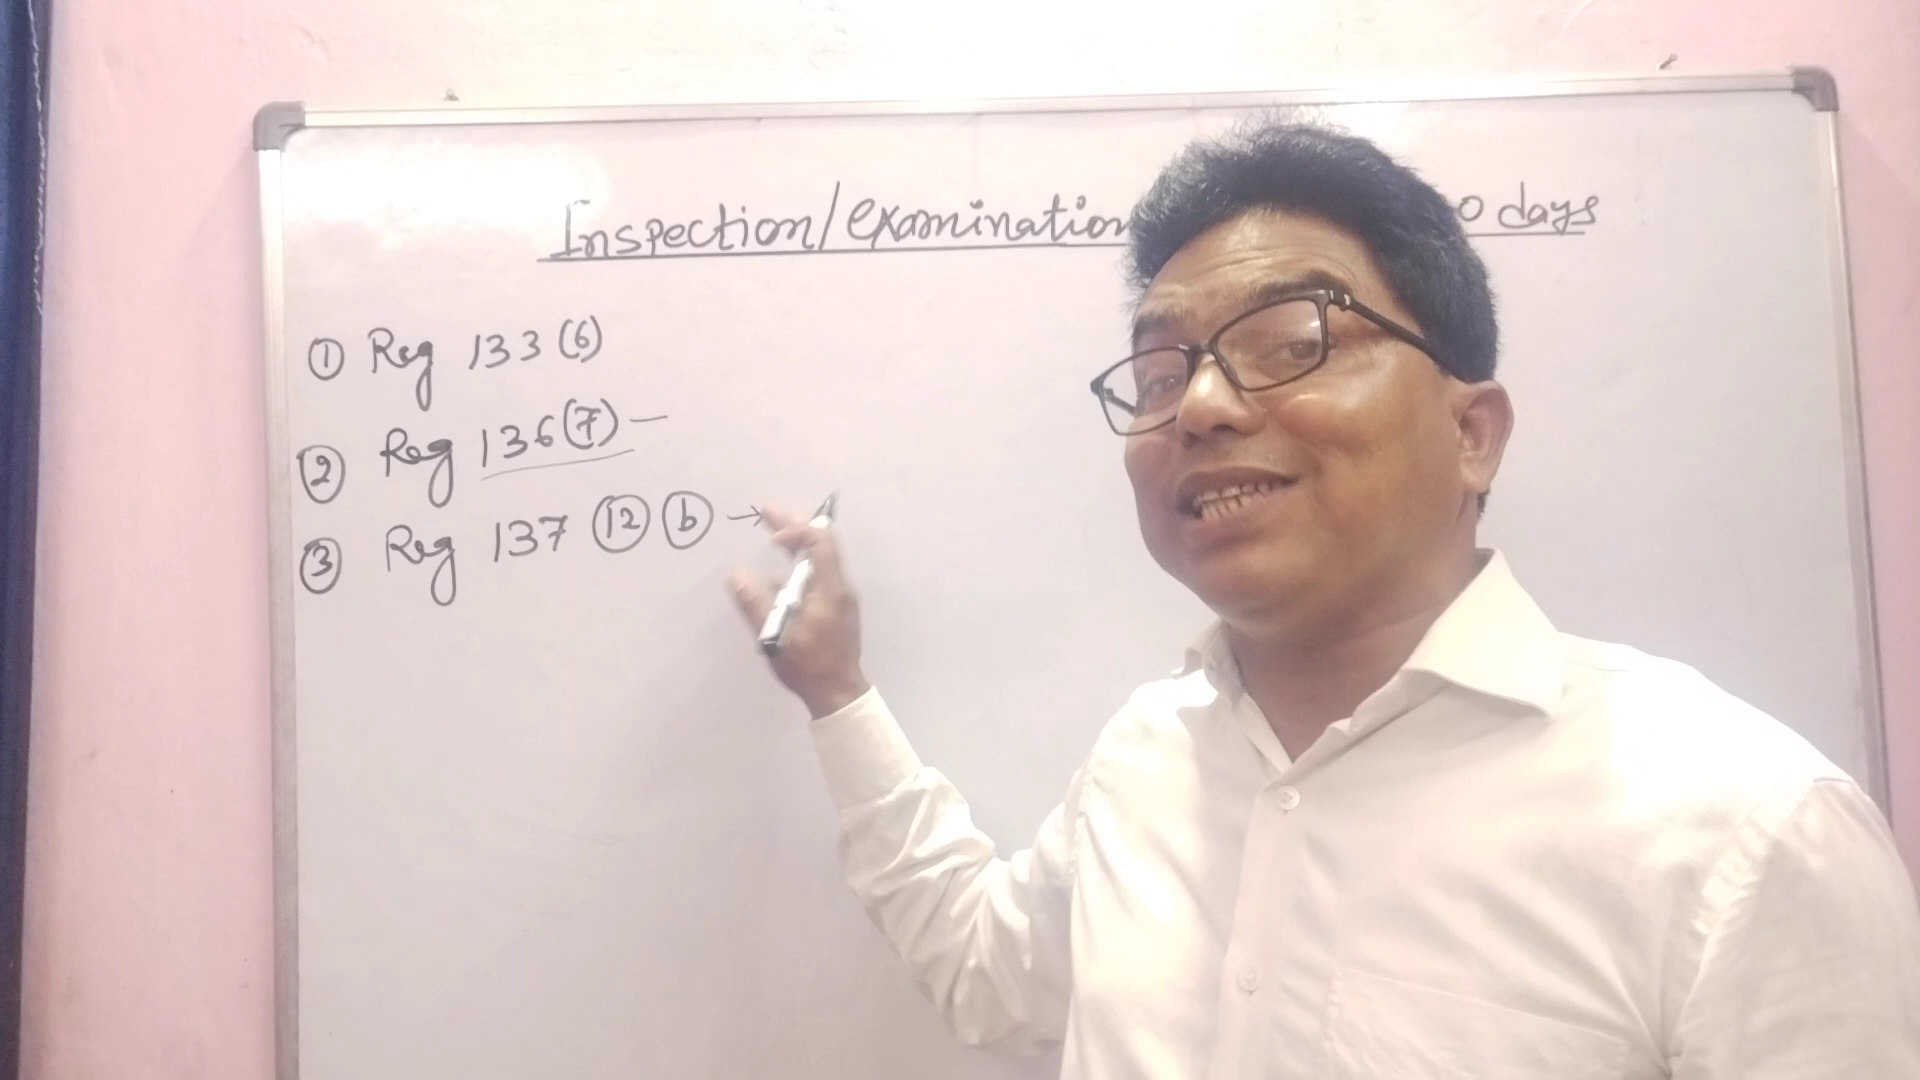 Inspection/examination 0 days
① Reg 133 (6)
② Reg 136(7) —
③ Reg 137 ⑫ ⓑ →